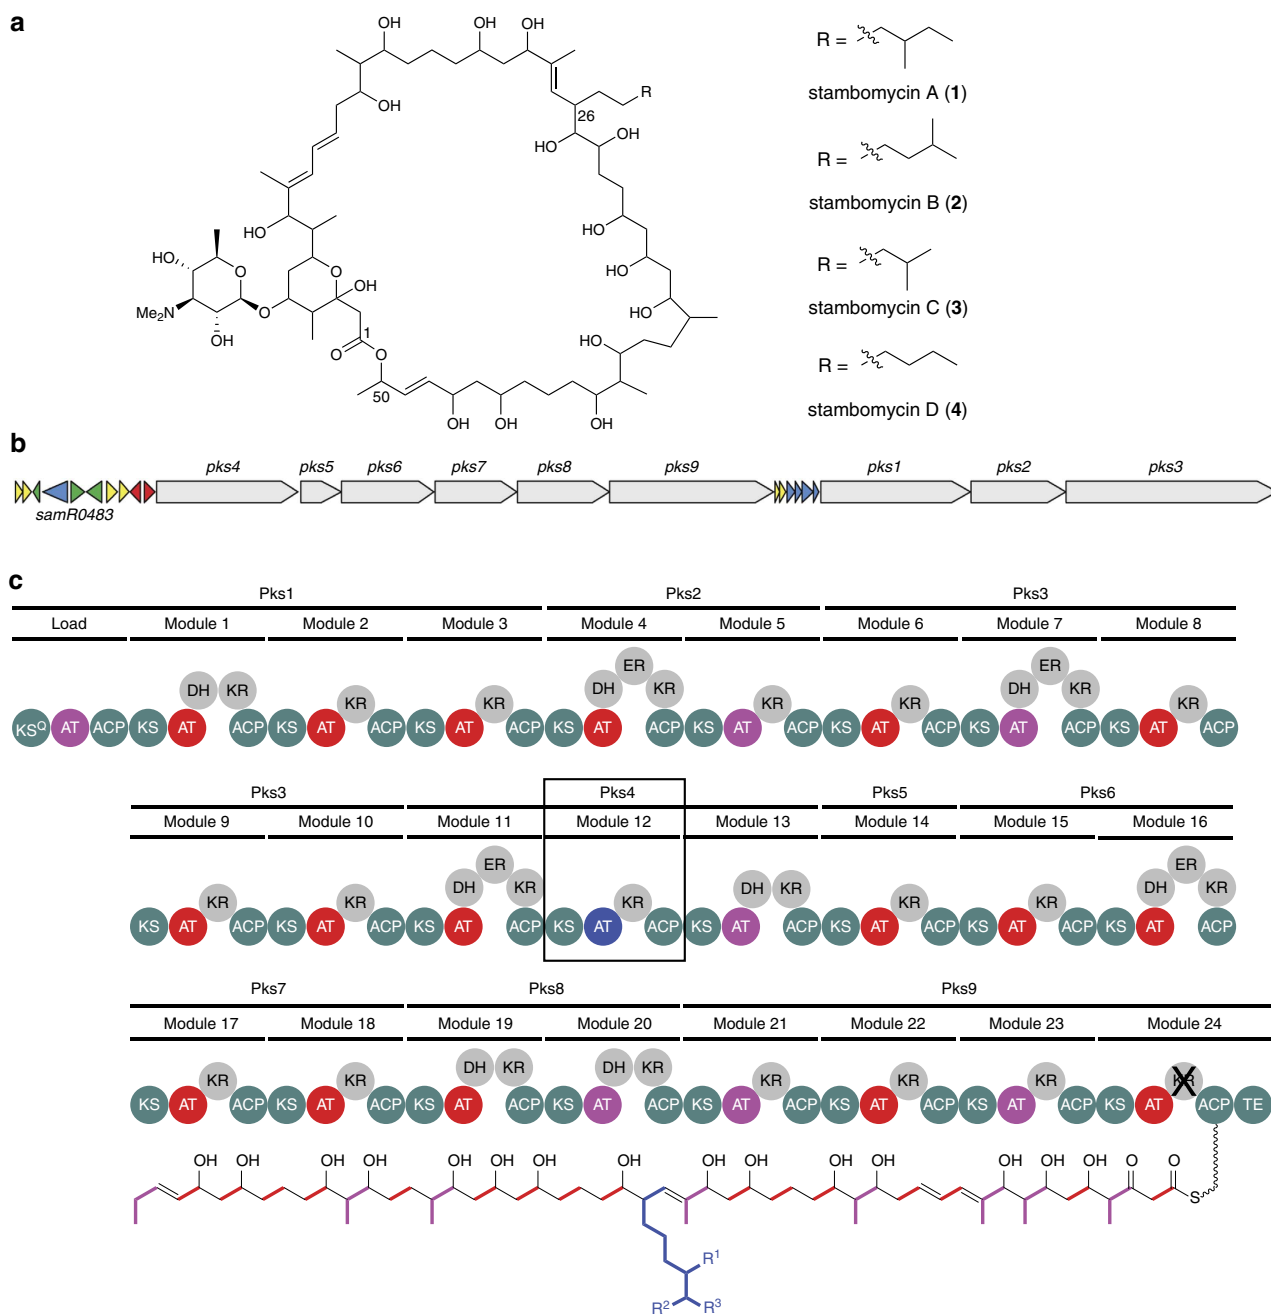 a
OH OH OH
R =
R
OH
26
stambomycin A (1)
HO OH
R =
HO
HO
stambomycin B (2)
HO O
O
OH
HO
R =
Me2N
O
HO
stambomycin C (3)
OH
1
HO
O O
R =
50
OH OH OH
stambomycin D (4)
b
pks4 pks5 pks6 pks7 pks8 pks9 pks1 pks2 pks3
samR0483
c
Pks1 Pks2 Pks3
Load Module 1 Module 2 Module 3 Module 4 Module 5 Module 6 Module 7 Module 8
ER ER
DH KR KR KR DH KR KR KR DH KR KR
KSQ AT ACP KS AT ACP KS AT ACP KS AT ACP KS AT ACP KS AT ACP KS AT ACP KS AT ACP KS AT ACP
Pks3 Pks4 Pks5 Pks6
Module 9 Module 10 Module 11 Module 12 Module 13 Module 14 Module 15 Module 16
ER ER
KR KR DH KR KR DH KR KR KR DH KR
KS AT ACP KS AT ACP KS AT ACP KS AT ACP KS AT ACP KS AT ACP KS AT ACP KS AT ACP
Pks7 Pks8 Pks9
Module 17 Module 18 Module 19 Module 20 Module 21 Module 22 Module 23 Module 24
KR KR DH KR DH KR KR KR KR KR
KS AT ACP KS AT ACP KS AT ACP KS AT ACP KS AT ACP KS AT ACP KS AT ACP KS AT ACP TE
OH OH OH OH OH OH OH OH OH OH OH OH OH OH OH O O
S
R1
R2 R3